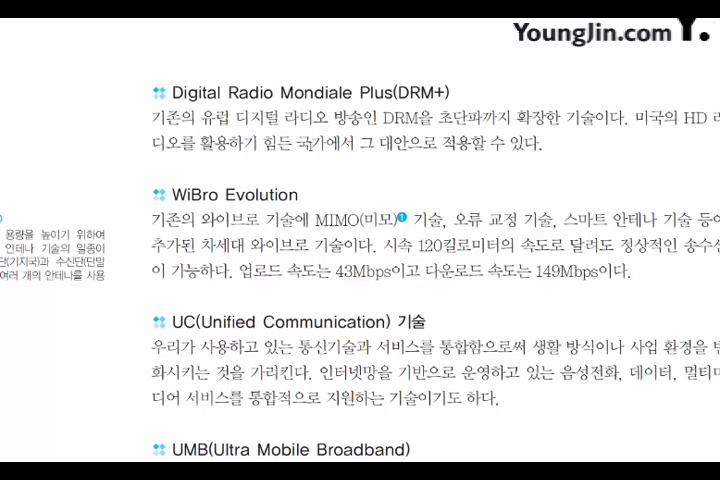 YoungJin.com Y.
Digital Radio Mondiale Plus(DRM+)
기존의 유럽 디지털 라디오 방송인 DRM을 초단파까지 확장한 기술이다. 미국의 HD
디오를 활용하기 힘든 국가에서 그 대안으로 적용할 수 있다.
WiBro Evolution
기존의 와이브로 기술에 MIMO(미모)❶ 기술, 오류 교정 기술, 스마트 안테나 기술 등이
추가된 차세대 와이브로 기술이다. 시속 120킬로미터의 속도로 달려도 정상적인 송수신
이 가능하다. 업로드 속도는 43Mbps이고 다운로드 속도는 149Mbps이다.
용량을 높이기 위하여
안테나 기술의 일종이
단(기지국)과 수신단(단말
여러 개의 안테나를 사용
UC(Unified Communication) 기술
우리가 사용하고 있는 통신기술과 서비스를 통합함으로써 생활 방식이나 사업 환경을 변
화시키는 것을 가리킨다. 인터넷망을 기반으로 운영하고 있는 음성전화, 데이터, 멀티미
디어 서비스를 통합적으로 지원하는 기술이기도 하다.
UMB(Ultra Mobile Broadband)